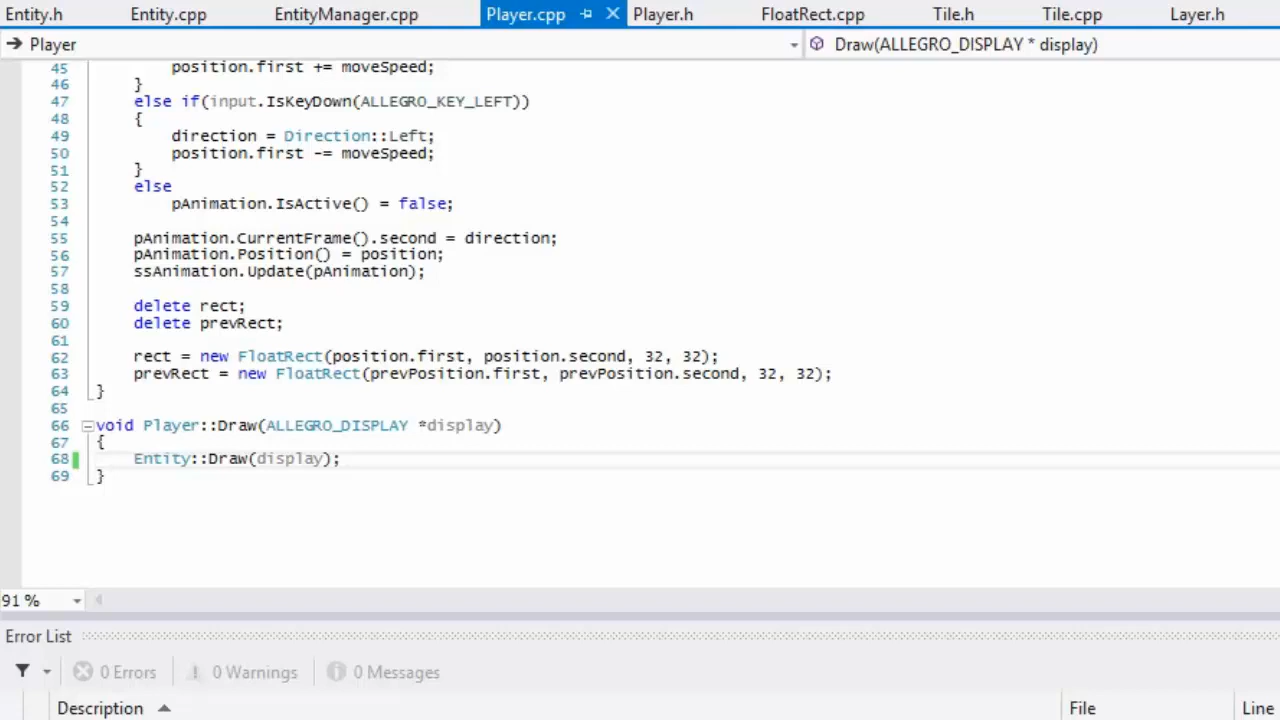 Entity.h Entity.cpp EntityManager.cpp Player.cpp Player.h FloatRect.cpp Tile.h Tile.cpp Layer.h
Player Draw(ALLEGRO_DISPLAY * display)
45 position.first += moveSpeed;
46 }
47 else if(input.IsKeyDown(ALLEGRO_KEY_LEFT))
48 {
49 direction = Direction::Left;
50 position.first -= moveSpeed;
51 }
52 else
53 pAnimation.IsActive() = false;
54
55 pAnimation.CurrentFrame().second = direction;
56 pAnimation.Position() = position;
57 ssAnimation.Update(pAnimation);
58
59 delete rect;
60 delete prevRect;
61
62 rect = new FloatRect(position.first, position.second, 32, 32);
63 prevRect = new FloatRect(prevPosition.first, prevPosition.second, 32, 32);
64 }
65
66 void Player::Draw(ALLEGRO_DISPLAY *display)
67 {
68 Entity::Draw(display);
69 }
91 %
Error List
0 Errors 0 Warnings 0 Messages
Description File Line